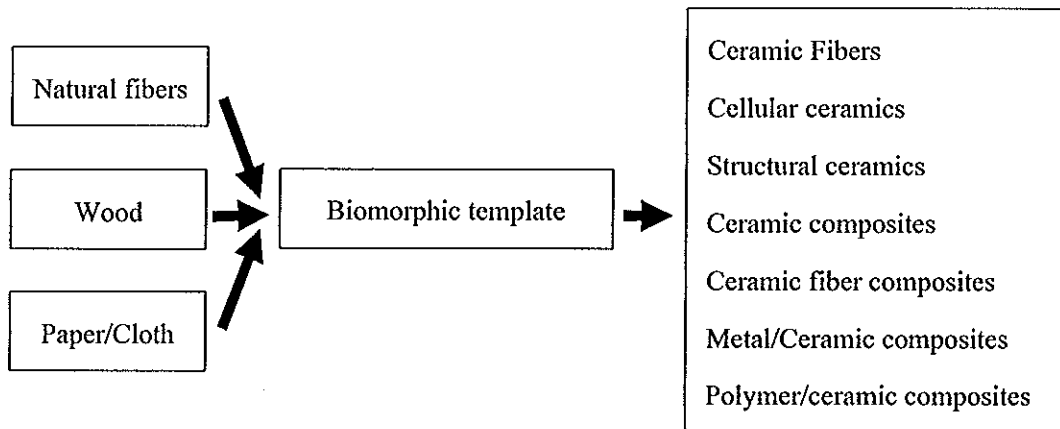 Natural fibers
Wood
Paper/Cloth
Biomorphic template
Ceramic Fibers
Cellular ceramics
Structural ceramics
Ceramic composites
Ceramic fiber composites
Metal/Ceramic composites
Polymer/ceramic composites